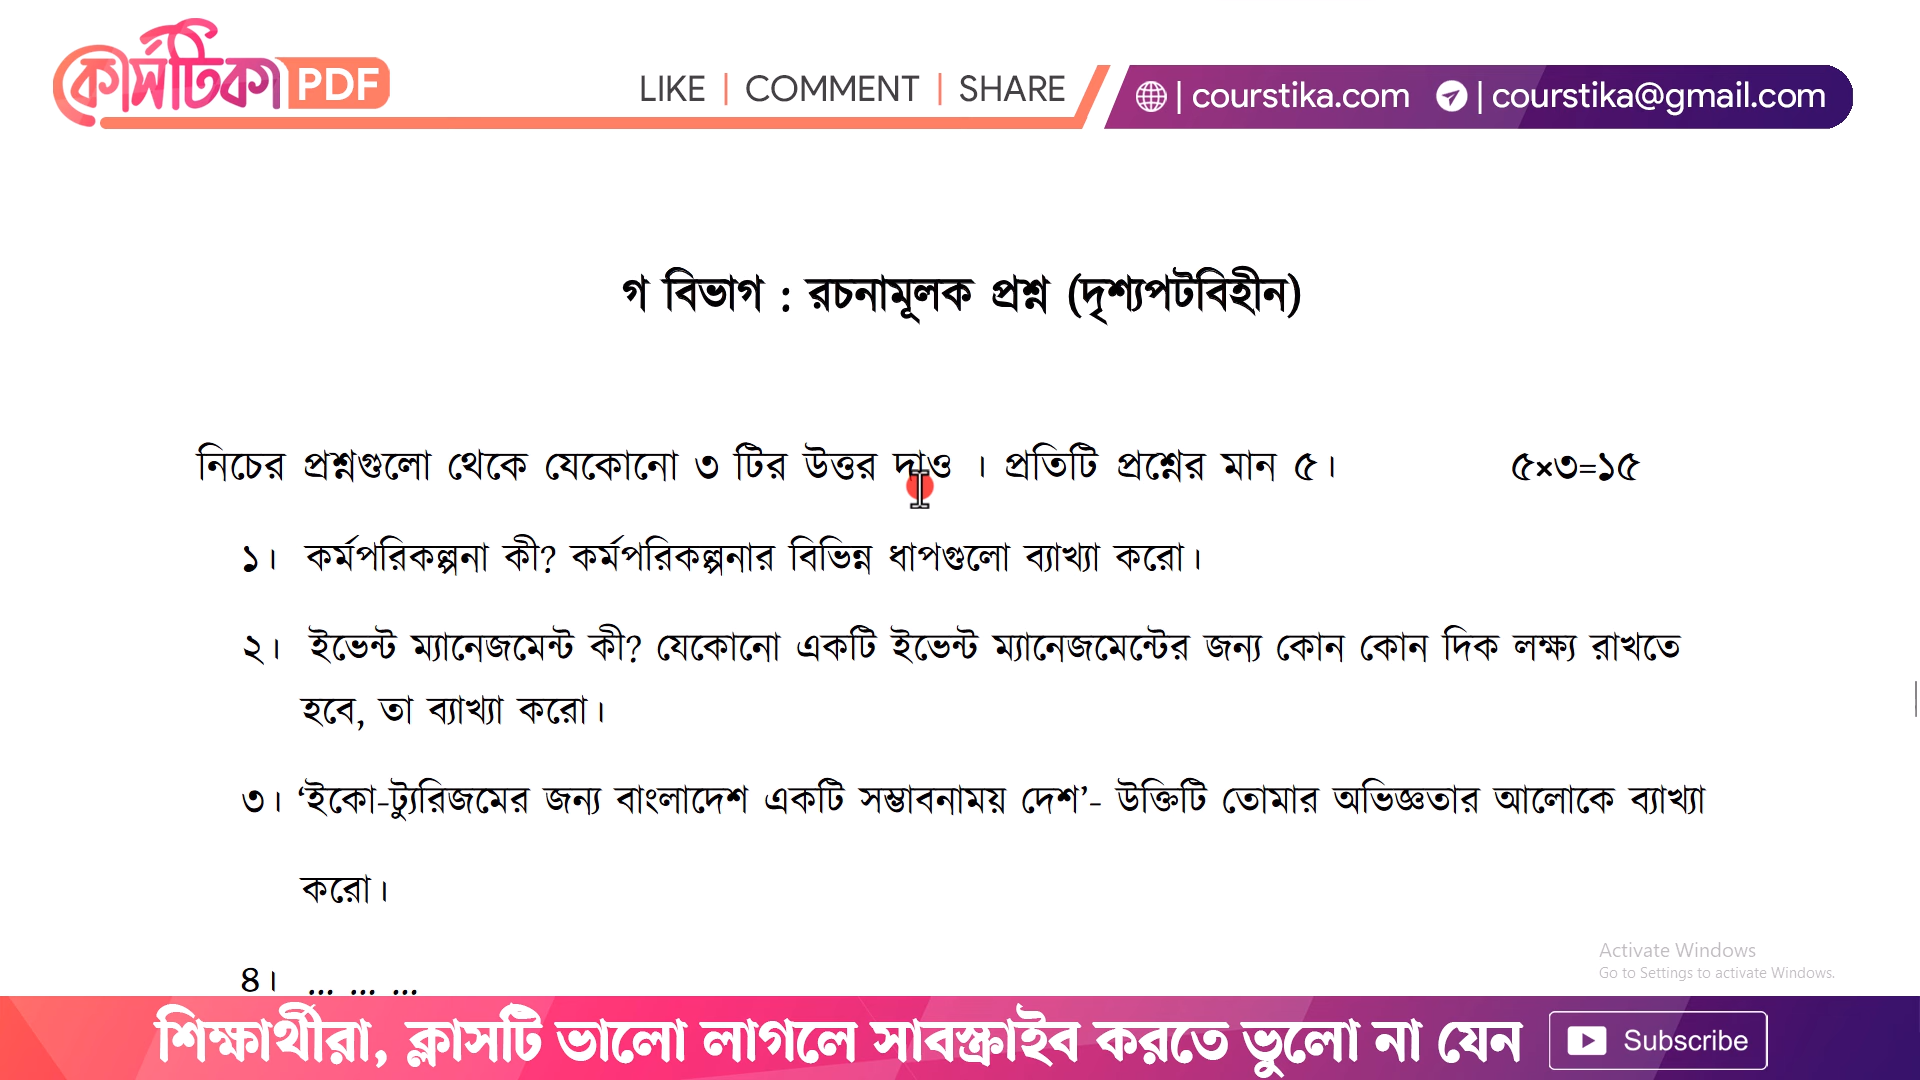 কোর্সটিকা PDF
LIKE | COMMENT | SHARE
| courstika.com | courstika@gmail.com
গ বিভাগ : রচনামূলক প্রশ্ন (দৃশ্যপটবিহীন)
নিচের প্রশ্নগুলো থেকে যেকোনো ৩ টির উত্তর দাও । প্রতিটি প্রশ্নের মান ৫। ৫×৩=১৫
১। কর্মপরিকল্পনা কী? কর্মপরিকল্পনার বিভিন্ন ধাপগুলো ব্যাখ্যা করো।
২। ইভেন্ট ম্যানেজমেন্ট কী? যেকোনো একটি ইভেন্ট ম্যানেজমেন্টের জন্য কোন কোন দিক লক্ষ্য রাখতে
হবে, তা ব্যাখ্যা করো।
৩। ‘ইকো-ট্যুরিজমের জন্য বাংলাদেশ একটি সম্ভাবনাময় দেশ’- উক্তিটি তোমার অভিজ্ঞতার আলোকে ব্যাখ্যা
করো।
৪। ... ... ...
Activate Windows
Go to Settings to activate Windows.
শিক্ষার্থীরা, ক্লাসটি ভালো লাগলে সাবস্ক্রাইব করতে ভুলো না যেন Subscribe